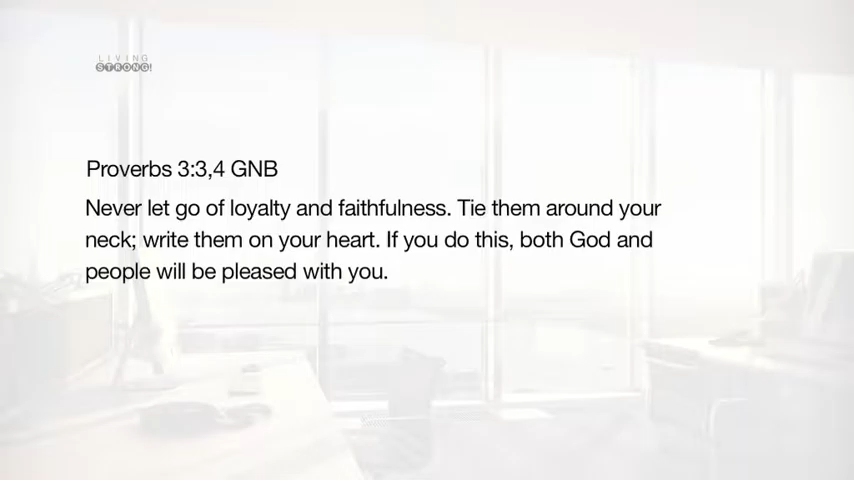 LIVING
STRONG!
Proverbs 3:3,4 GNB
Never let go of loyalty and faithfulness. Tie them around your
neck; write them on your heart. If you do this, both God and
people will be pleased with you.